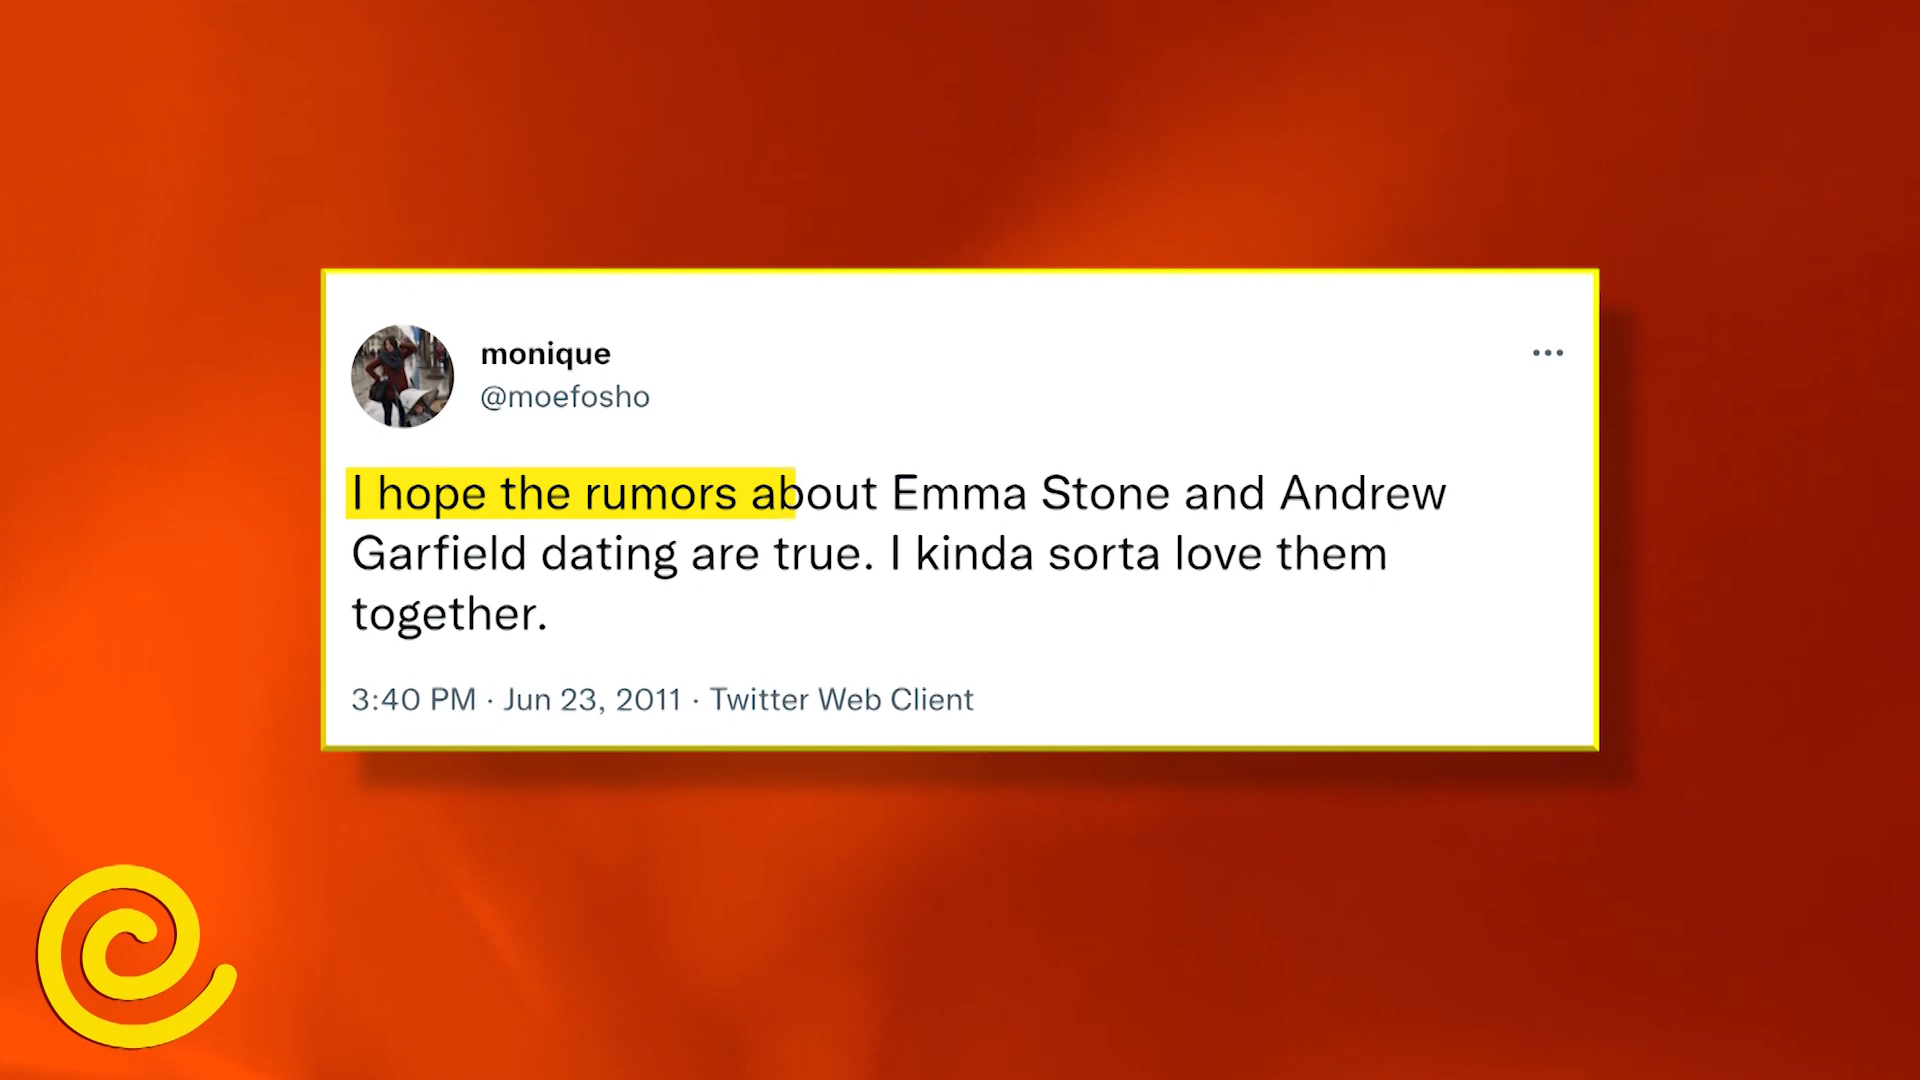 monique
@moefosho
I hope the rumors about Emma Stone and Andrew
Garfield dating are true. I kinda sorta love them
together.
3:40 PM · Jun 23, 2011 · Twitter Web Client